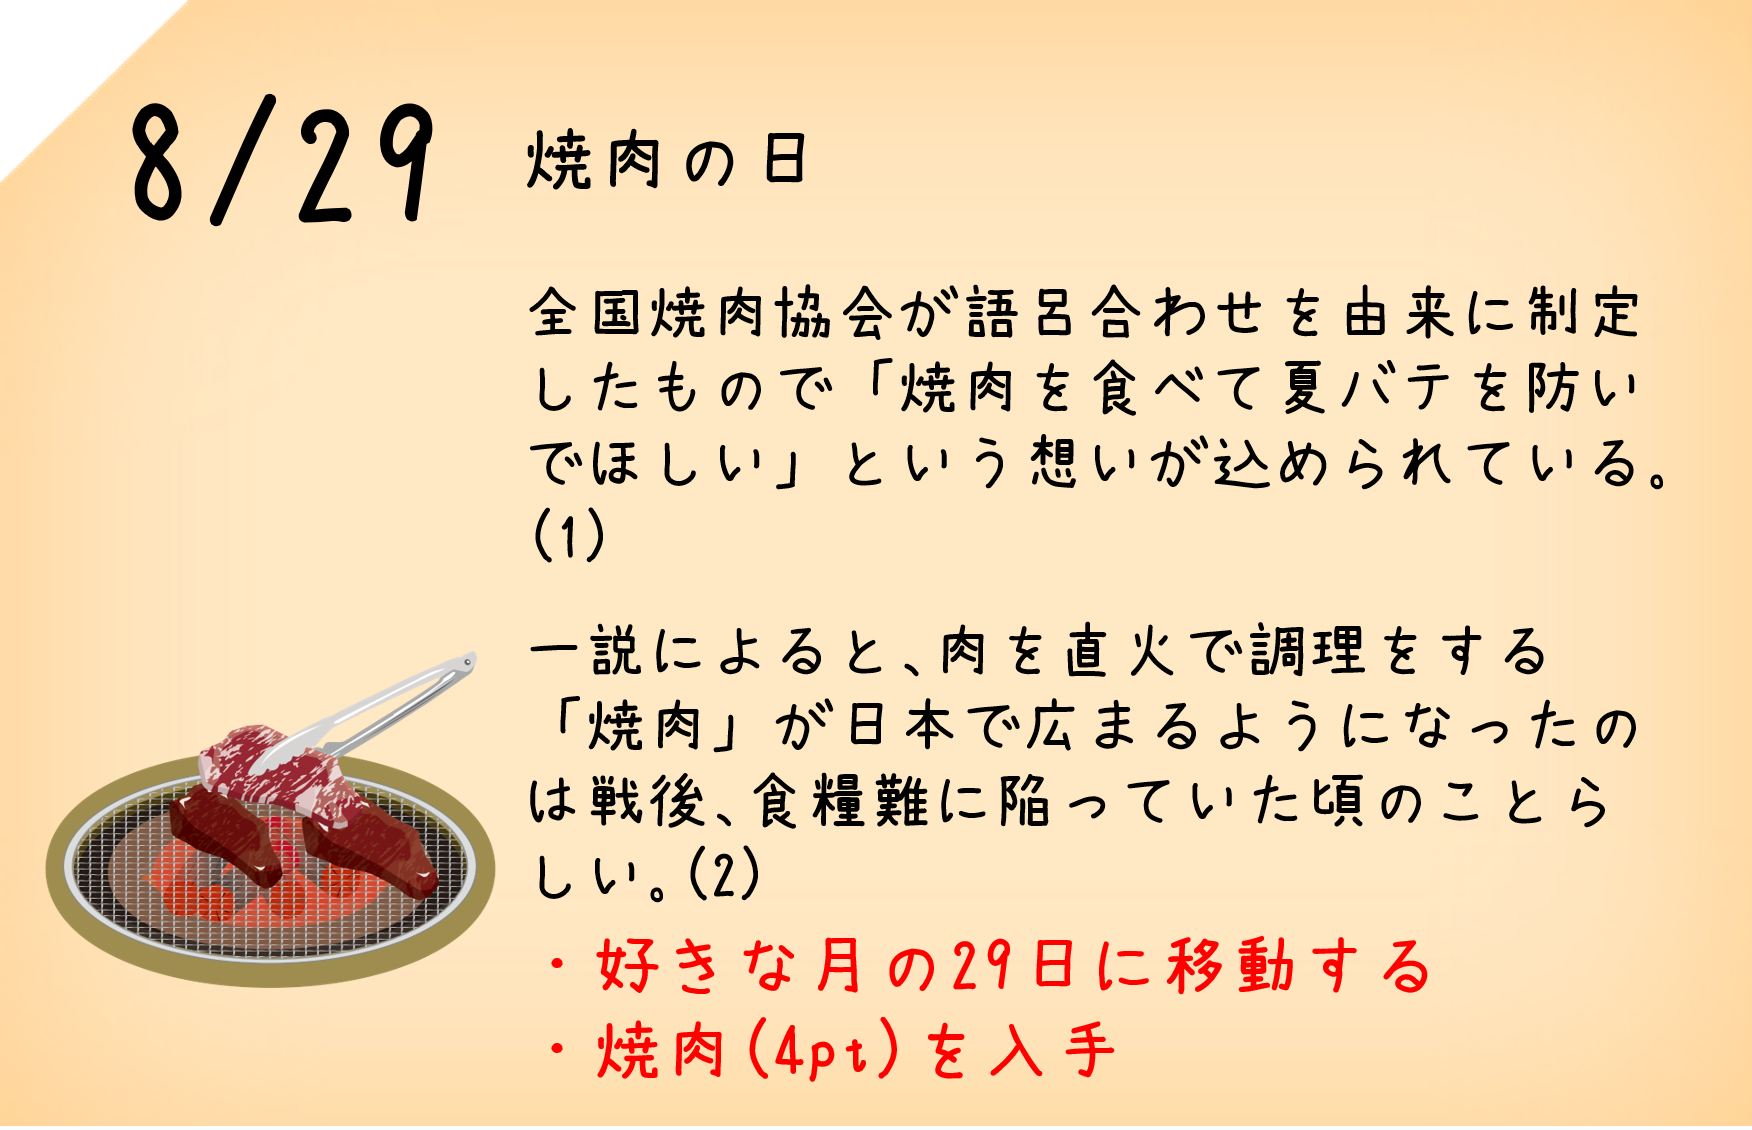 8/29 焼肉の日
全国焼肉協会が語呂合わせを由来に制定
したもので「焼肉を食べて夏バテを防い
でほしい」という想いが込められている。
(1)
一説によると、肉を直火で調理をする
「焼肉」が日本で広まるようになったの
は戦後、食糧難に陥っていた頃のことら
しい。(2)
・好きな月の29日に移動する
・焼肉(4pt)を入手